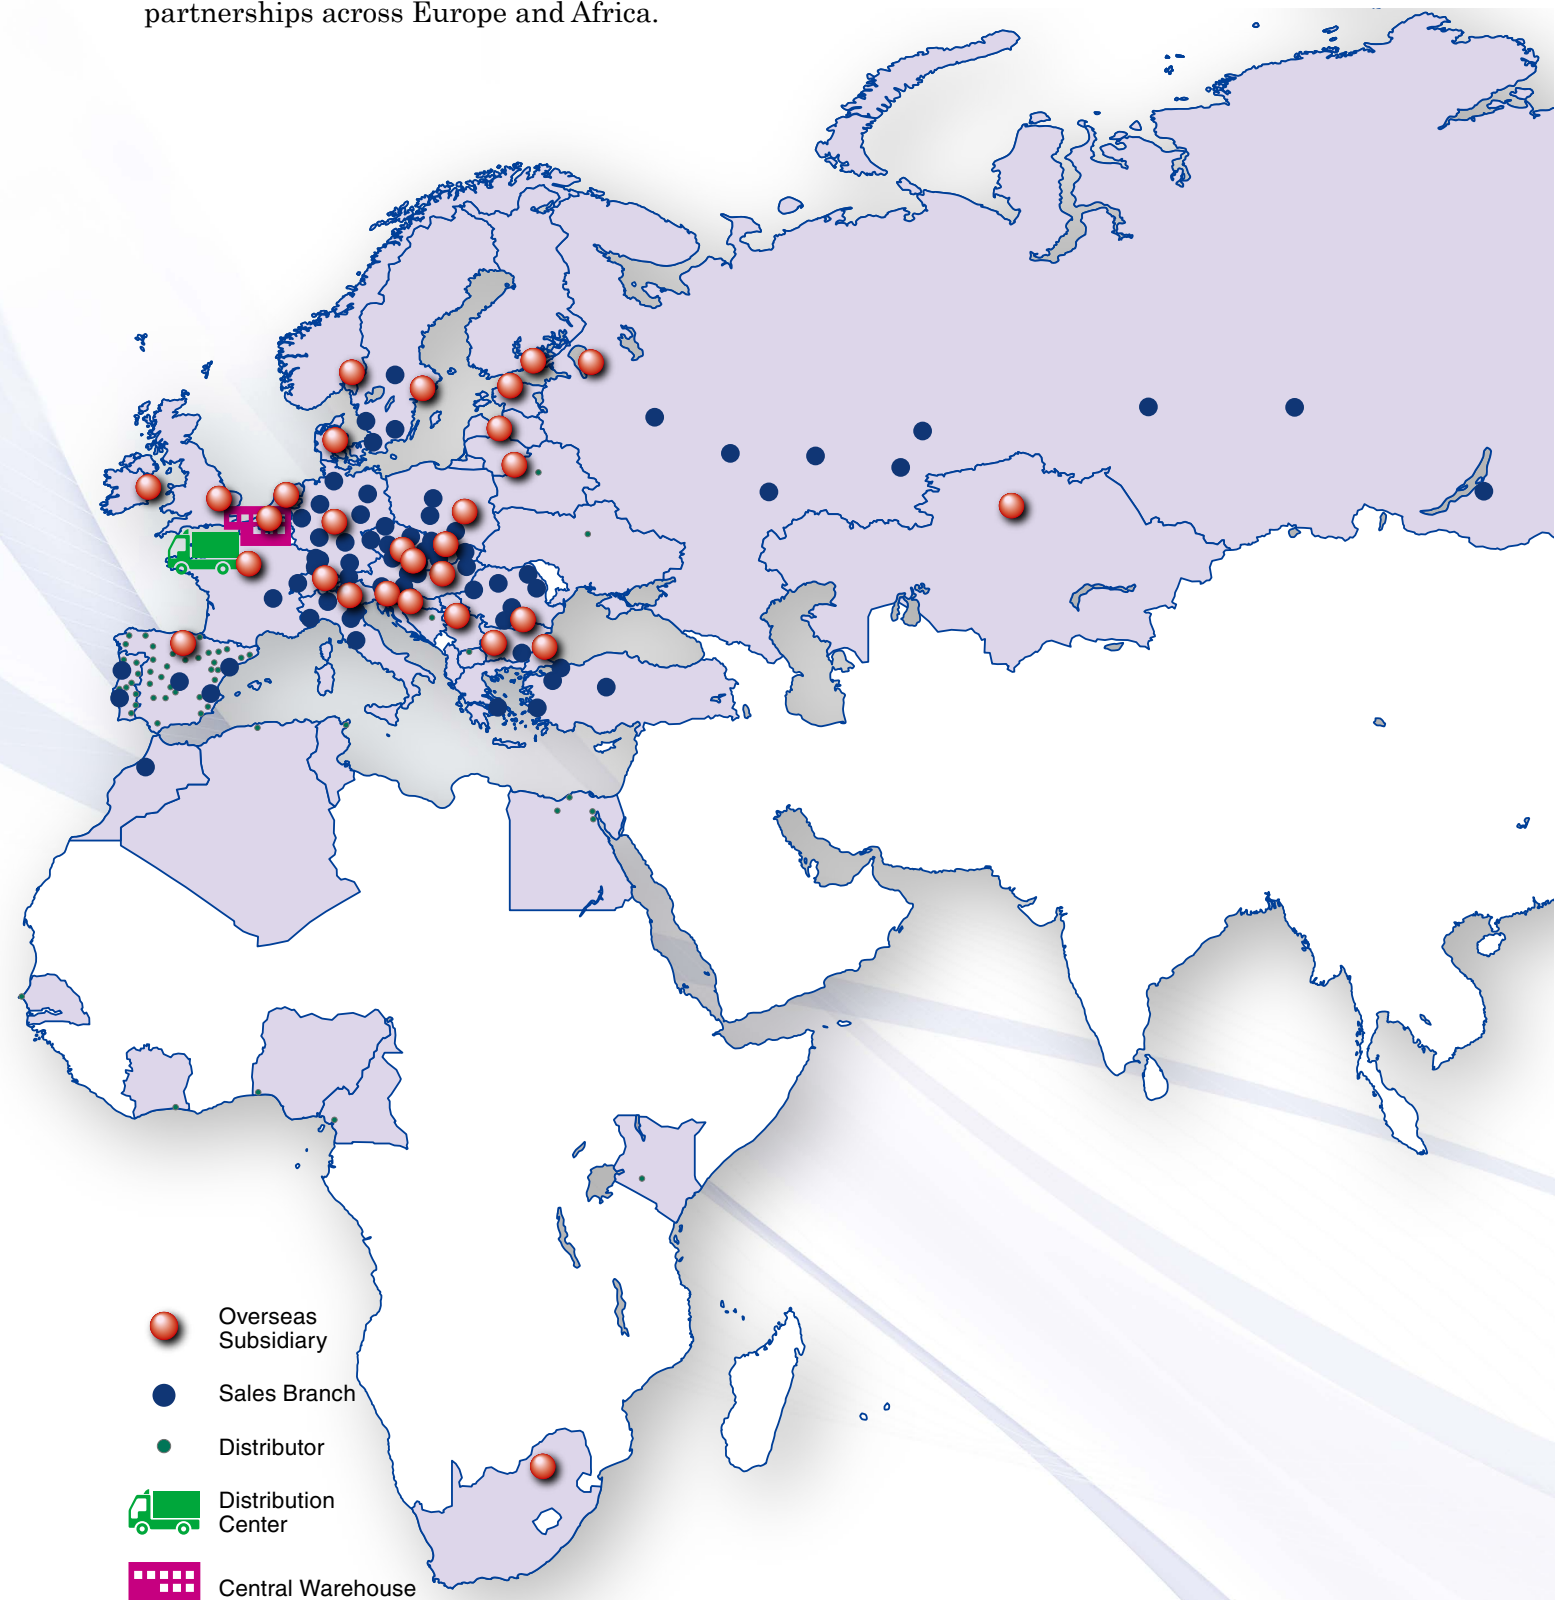 partnerships across Europe and Africa.
Overseas
Subsidiary
Sales Branch
Distributor
Distribution
Center
Central Warehouse